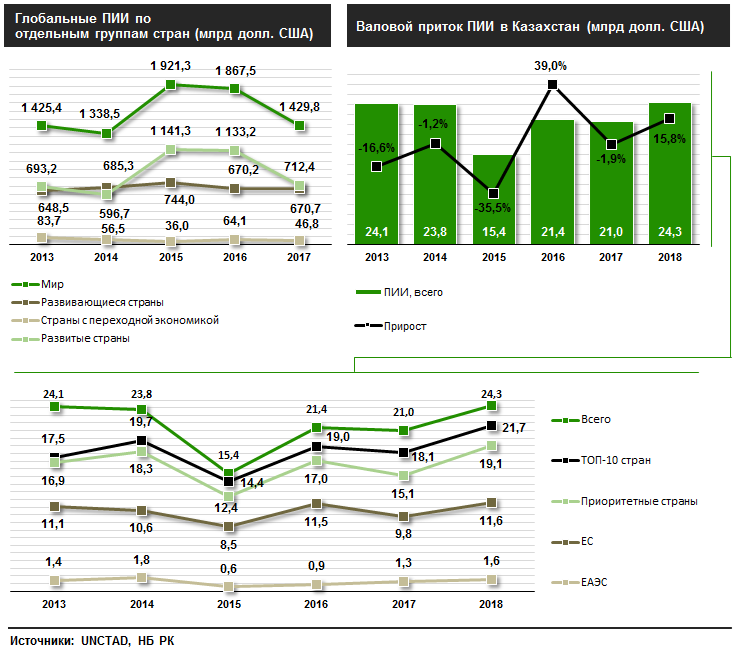 Глобальные ПИИ по
отдельным группам стран (млрд долл. США)
1 921,3
1 867,5
1 425,4
1 338,5
1 429,8
1 141,3
1 133,2
693,2
685,3
670,2
712,4
648,5
596,7
744,0
670,7
83,7
56,5
36,0
64,1
46,8
2013 2014 2015 2016 2017
Мир
Развивающиеся страны
Страны с переходной экономикой
Развитые страны
Валовой приток ПИИ в Казахстан (млрд долл. США)
39,0%
-16,6%
-1,2%
-35,5%
-1,9%
15,8%
24,1 23,8 15,4 21,4 21,0 24,3
2013 2014 2015 2016 2017 2018
ПИИ, всего
Прирост
24,1 23,8 15,4 21,4 21,0 24,3
17,5 19,7 14,4 19,0 18,1 21,7
16,9 18,3 12,4 17,0 15,1 19,1
11,1 10,6 8,5 11,5 9,8 11,6
1,4 1,8 0,6 0,9 1,3 1,6
2013 2014 2015 2016 2017 2018
Всего
ТОП-10 стран
Приоритетные страны
ЕС
ЕАЭС
Источники: UNCTAD, НБ РК